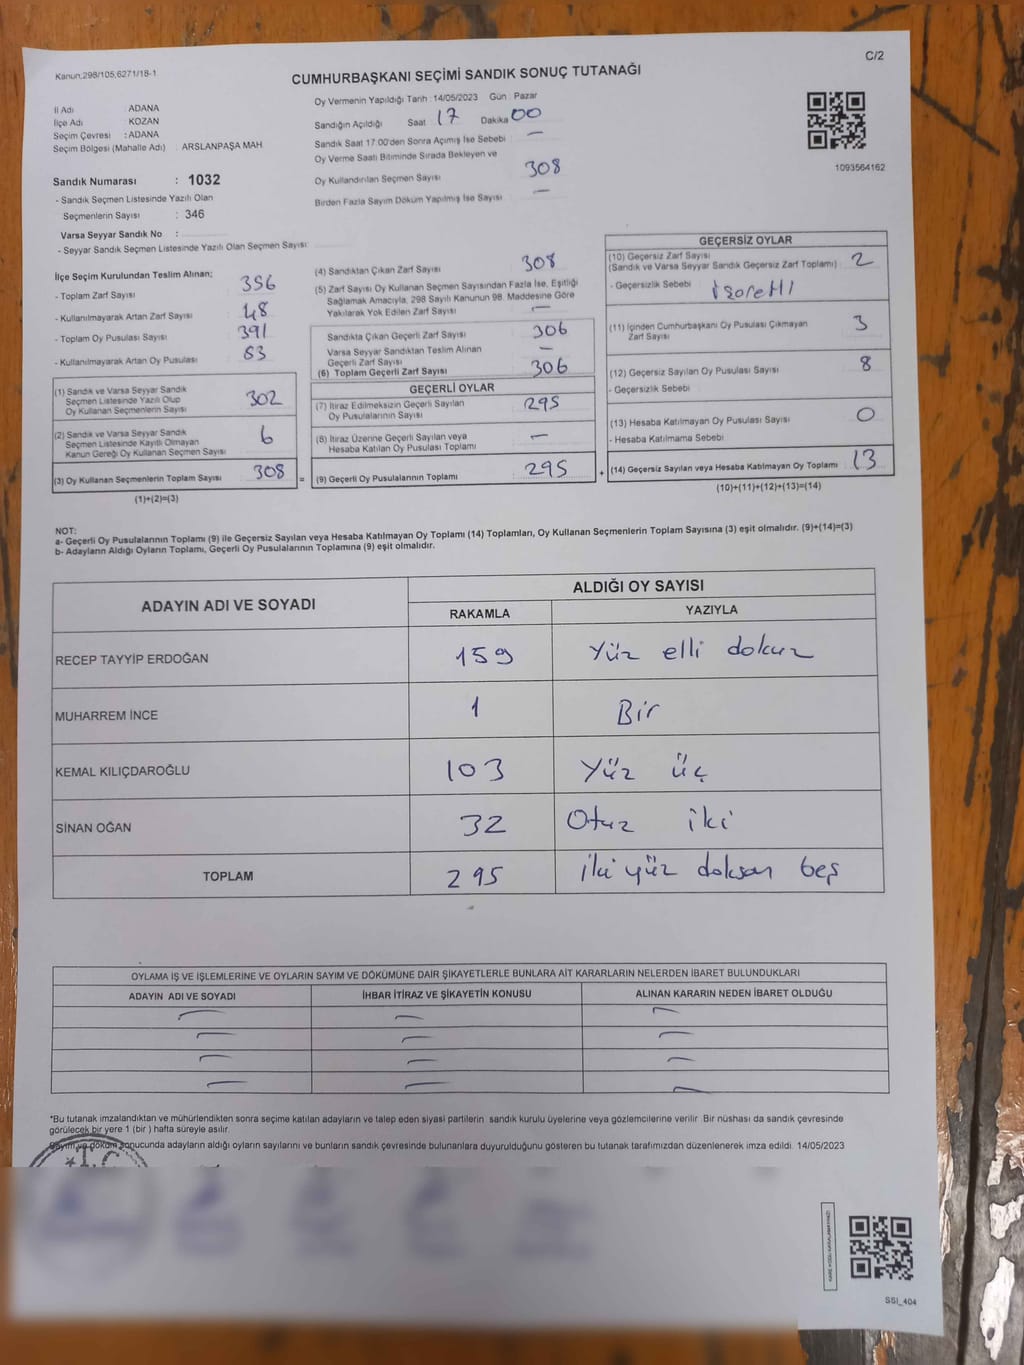 Kanun,298/105,6271/18-1
C/2
CUMHURBAŞKANI SEÇİMİ SANDIK SONUÇ TUTANAĞI
İl Adı : ADANA
İlçe Adı : KOZAN
Seçim Çevresi : ADANA
Seçim Bölgesi (Mahalle Adı) : ARSLANPAŞA MAH
Sandık Numarası : 1032
- Sandık Seçmen Listesinde Yazılı Olan
Seçmenlerin Sayısı : 346
Varsa Seyyar Sandık No :
- Seyyar Sandık Seçmen Listesinde Yazılı Olan Seçmen Sayısı:
Oy Vermenin Yapıldığı Tarih : 14/05/2023 Gün : Pazar
Sandığın Açıldığı Saat 17 Dakika 00
Sandık Saat 17:00'den Sonra Açımış İse Sebebi —
Oy Verme Saati Bitiminde Sırada Bekleyen ve
Oy Kullandırılan Seçmen Sayısı 308
Birden Fazla Sayım Döküm Yapılmış İse Sayısı —
1093564162
İlçe Seçim Kurulundan Teslim Alınan;
- Toplam Zarf Sayısı 356
- Kullanılmayarak Artan Zarf Sayısı 48
- Toplam Oy Pusulası Sayısı 391
- Kullanılmayarak Artan Oy Pusulası 83
(1) Sandık ve Varsa Seyyar Sandık
Seçmen Listesinde Yazılı Olup
Oy Kullanan Seçmenlerin Sayısı 302
(2) Sandık ve Varsa Seyyar Sandık
Seçmen Listesinde Kayıtlı Olmayan
Kanun Gereği Oy Kullanan Seçmen Sayısı 6
(3) Oy Kullanan Seçmenlerin Toplam Sayısı 308 =
(1)+(2)=(3)
(4) Sandıktan Çıkan Zarf Sayısı 308
(5) Zarf Sayısı Oy Kullanan Seçmen Sayısından Fazla İse, Eşitliği
Sağlamak Amacıyla, 298 Sayılı Kanunun 98. Maddesine Göre
Yakılarak Yok Edilen Zarf Sayısı —
Sandıkta Çıkan Geçerli Zarf Sayısı 306
Varsa Seyyar Sandıktan Teslim Alınan
Geçerli Zarf Sayısı —
(6) Toplam Geçerli Zarf Sayısı 306
GEÇERLİ OYLAR
(7) İtiraz Edilmeksizin Geçerli Sayılan
Oy Pusulalarının Sayısı 295
(8) İtiraz Üzerine Geçerli Sayılan veya
Hesaba Katılan Oy Pusulası Toplamı —
(9) Geçerli Oy Pusulalarının Toplamı 295 +
GEÇERSİZ OYLAR
(10) Geçersiz Zarf Sayısı
(Sandık ve Varsa Seyyar Sandık Geçersiz Zarf Toplamı) 2
- Geçersizlik Sebebi İşaretli
(11) İçinden Cumhurbaşkanı Oy Pusulası Çıkmayan
Zarf Sayısı 3
(12) Geçersiz Sayılan Oy Pusulası Sayısı 8
- Geçersizlik Sebebi
(13) Hesaba Katılmayan Oy Pusulası Sayısı 0
- Hesaba Katılmama Sebebi
(14) Geçersiz Sayılan veya Hesaba Katılmayan Oy Toplamı 13
(10)+(11)+(12)+(13)=(14)
NOT:
a- Geçerli Oy Pusulalarının Toplamı (9) ile Geçersiz Sayılan veya Hesaba Katılmayan Oy Toplamı (14) Toplamları, Oy Kullanan Seçmenlerin Toplam Sayısına (3) eşit olmalıdır. (9)+(14)=(3)
b- Adayların Aldığı Oyların Toplamı, Geçerli Oy Pusulalarının Toplamına (9) eşit olmalıdır.
ADAYIN ADI VE SOYADI
ALDIĞI OY SAYISI
RAKAMLA YAZIYLA
RECEP TAYYİP ERDOĞAN 159 Yüz elli dokuz
MUHARREM İNCE 1 Bir
KEMAL KILIÇDAROĞLU 103 Yüz üç
SİNAN OĞAN 32 Otuz iki
TOPLAM 295 iki yüz doksan beş
OYLAMA İŞ VE İŞLEMLERİNE VE OYLARIN SAYIM VE DÖKÜMÜNE DAİR ŞİKAYETLERLE BUNLARA AİT KARARLARIN NELERDEN İBARET BULUNDUKLARI
ADAYIN ADI VE SOYADI İHBAR İTİRAZ VE ŞİKAYETİN KONUSU ALINAN KARARIN NEDEN İBARET OLDUĞU
— — —
— — —
— — —
— — —
*Bu tutanak imzalandıktan ve mühürlendikten sonra seçime katılan adayların ve talep eden siyasi partilerin sandık kurulu üyelerine veya gözlemcilerine verilir. Bir nüshası da sandık çevresinde
görülecek bir yere 1 (bir) hafta süreyle asılır.
Sayım ve döküm sonucunda adayların aldığı oyların sayılarını ve bunların sandık çevresinde bulunanlara duyurulduğunu gösteren bu tutanak tarafımızdan düzenlenerek imza edildi. 14/05/2023
T.C.
SSI_404